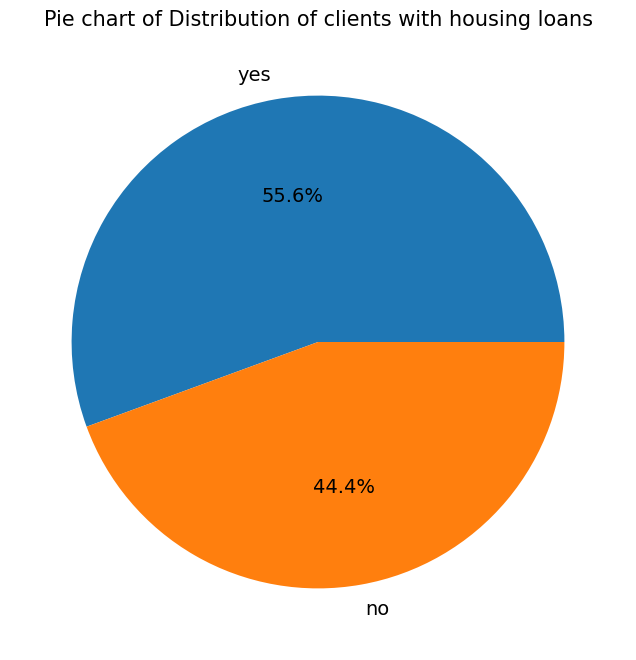 Pie chart of Distribution of clients with housing loans
yes
55.6%
44.4%
no